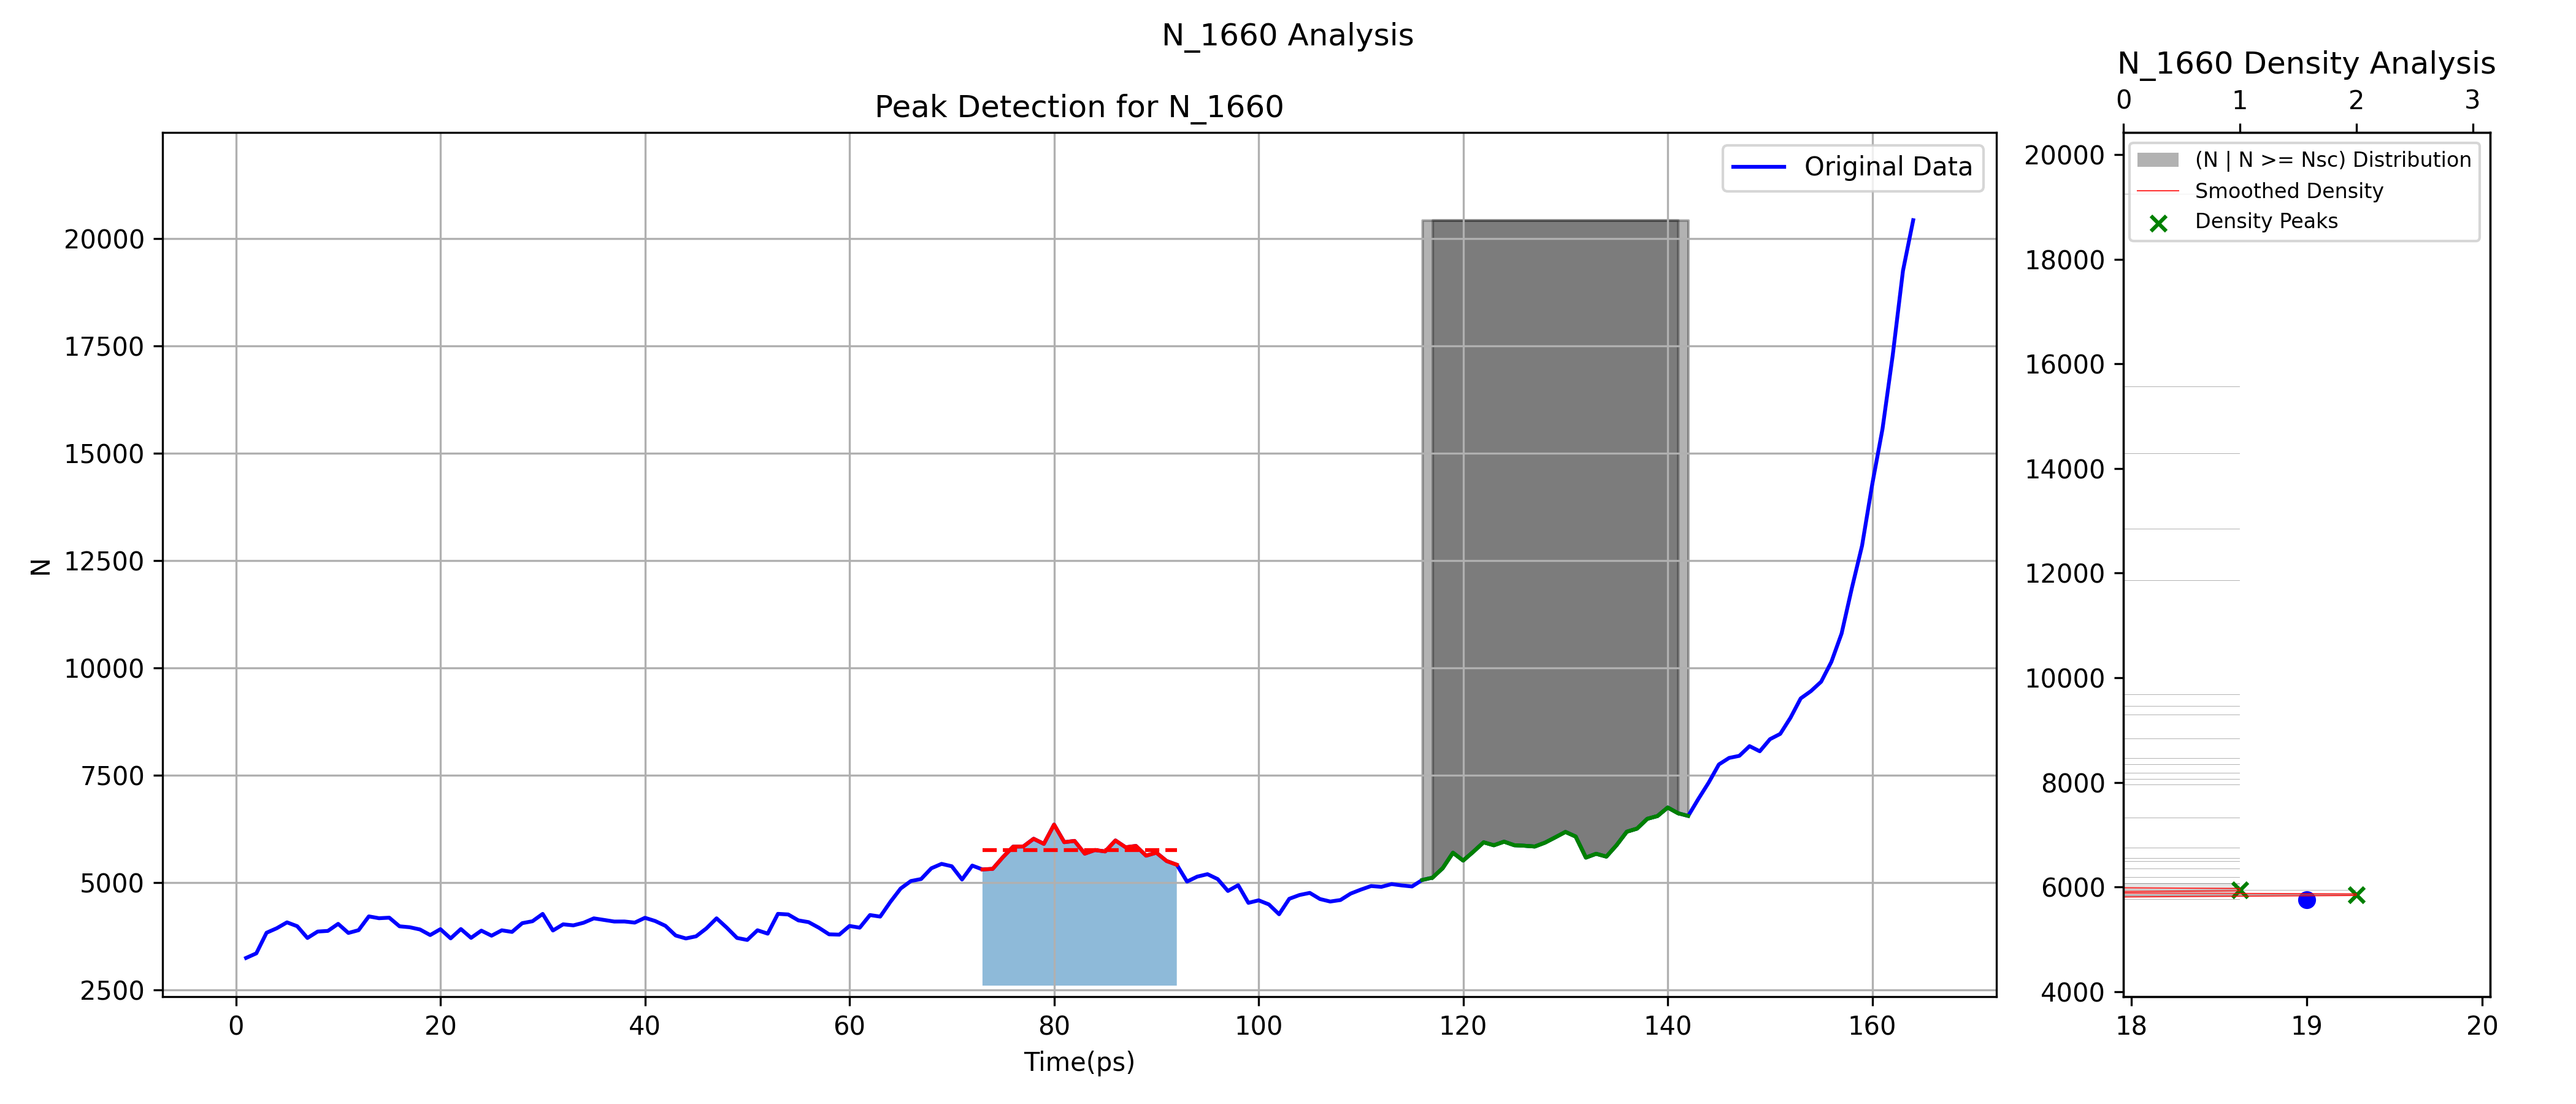 N_1660 Analysis
Peak Detection for N_1660
Original Data
N
20000
17500
15000
12500
10000
7500
5000
2500
0 20 40 60 80 100 120 140 160
Time(ps)
N_1660 Density Analysis
0 1 2 3
(N | N >= Nsc) Distribution
Smoothed Density
Density Peaks
20000
18000
16000
14000
12000
10000
8000
6000
4000
18 19 20